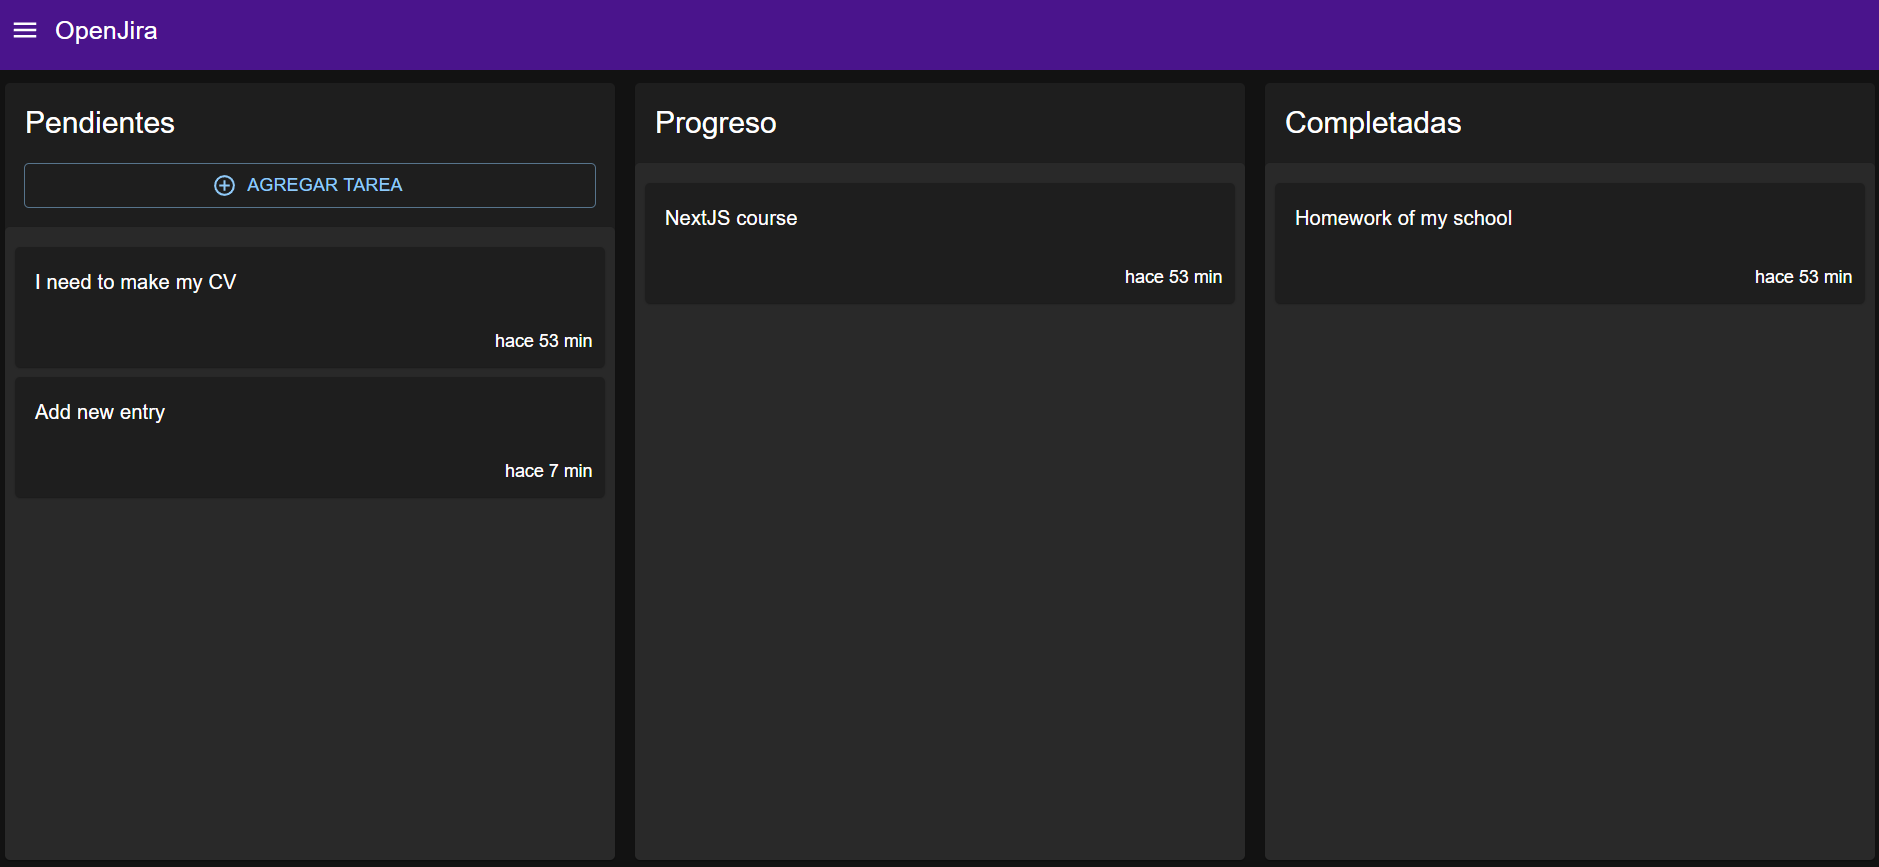 OpenJira
Pendientes
AGREGAR TAREA
I need to make my CV
hace 53 min
Add new entry
hace 7 min
Progreso
NextJS course
hace 53 min
Completadas
Homework of my school
hace 53 min